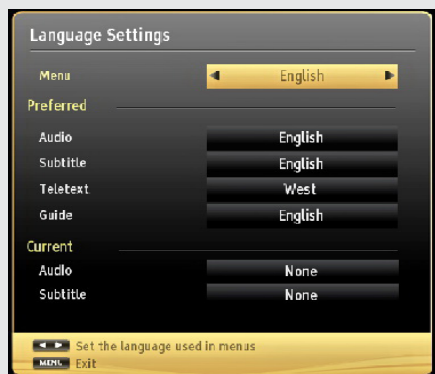 Language Settings
Menu English
Preferred
Audio English
Subtitle English
Teletext West
Guide English
Current
Audio None
Subtitle None
Set the language used in menus
MENU Exit